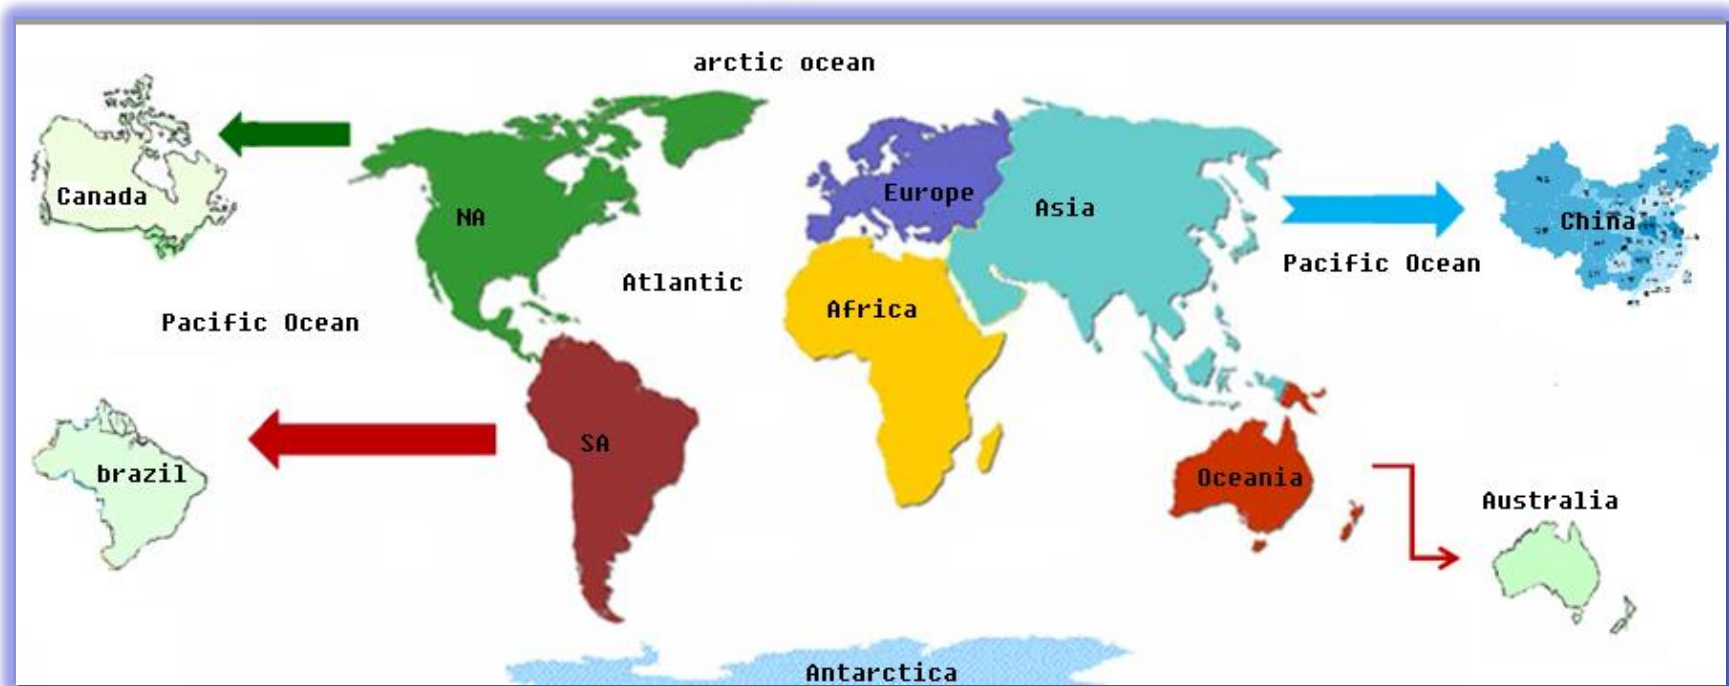 arctic ocean
Canada
NA
Europe
Asia
China
Pacific Ocean
Atlantic
Africa
Pacific Ocean
SA
brazil
Oceania
Australia
Antarctica